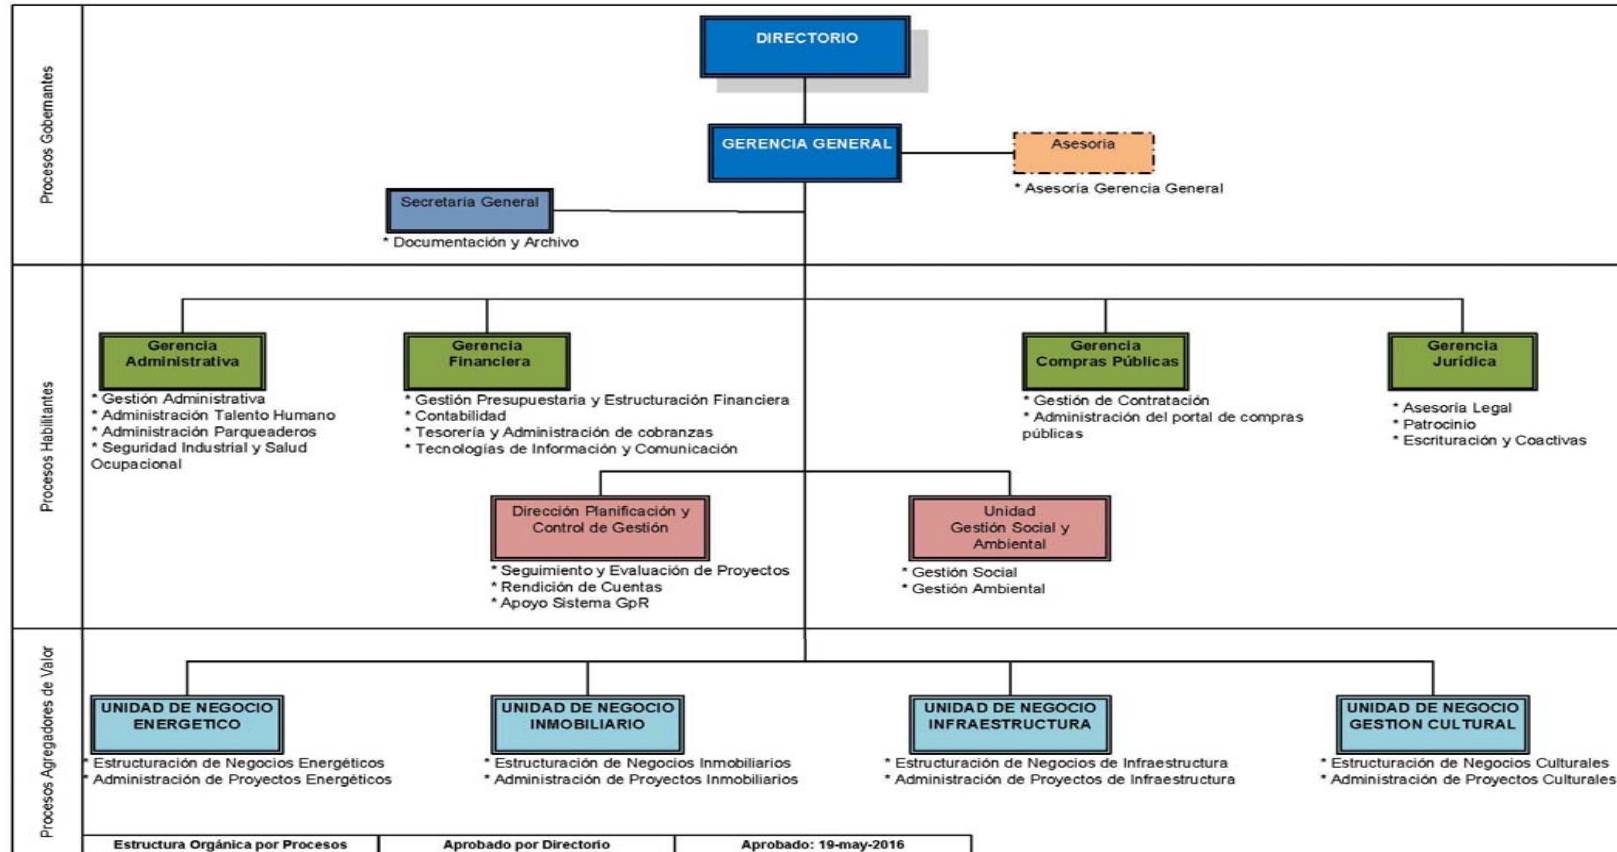 Procesos Gobernantes
DIRECTORIO
GERENCIA GENERAL
Asesoria
* Asesoría Gerencia General
Secretaria General
* Documentación y Archivo
Procesos Habilitantes
Gerencia
Administrativa
* Gestión Administrativa
* Administración Talento Humano
* Administración Parqueaderos
* Seguridad Industrial y Salud
Ocupacional
Gerencia
Financiera
* Gestión Presupuestaria y Estructuración Financiera
* Contabilidad
* Tesorería y Administración de cobranzas
* Tecnologías de Información y Comunicación
Gerencia
Compras Públicas
* Gestión de Contratación
* Administración del portal de compras
públicas
Gerencia
Jurídica
* Asesoría Legal
* Patrocinio
* Escrituración y Coactivas
Dirección Planificación y
Control de Gestión
* Seguimiento y Evaluación de Proyectos
* Rendición de Cuentas
* Apoyo Sistema GpR
Unidad
Gestión Social y
Ambiental
* Gestión Social
* Gestión Ambiental
Procesos Agregadores de Valor
UNIDAD DE NEGOCIO
ENERGETICO
* Estructuración de Negocios Energéticos
* Administración de Proyectos Energéticos
UNIDAD DE NEGOCIO
INMOBILIARIO
* Estructuración de Negocios Inmobiliarios
* Administración de Proyectos Inmobiliarios
UNIDAD DE NEGOCIO
INFRAESTRUCTURA
* Estructuración de Negocios de Infraestructura
* Administración de Proyectos de Infraestructura
UNIDAD DE NEGOCIO
GESTION CULTURAL
* Estructuración de Negocios Culturales
* Administración de Proyectos Culturales
Estructura Orgánica por Procesos
Aprobado por Directorio
Aprobado: 19-may-2016